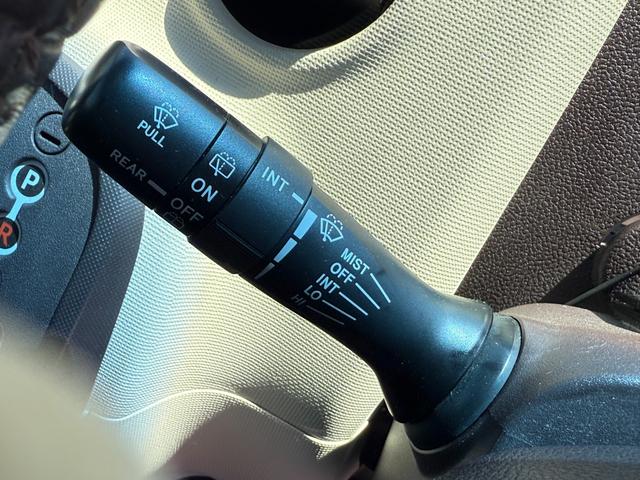 PULL
REAR
ON
OFF
INT
MIST
OFF
INT
LO
HI
P
R